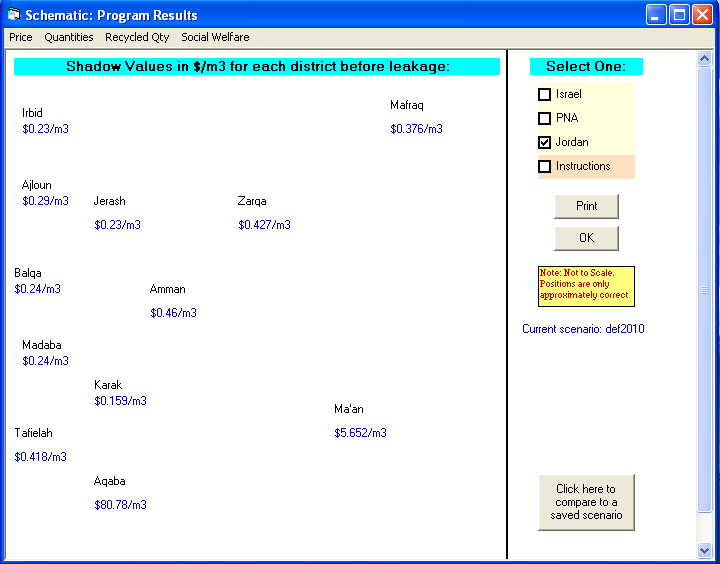 Schematic: Program Results
Price Quantities Recycled Qty Social Welfare
Shadow Values in $/m3 for each district before leakage:
Irbid
$0.23/m3
Mafraq
$0.376/m3
Ajloun
$0.29/m3
Jerash
$0.23/m3
Zarqa
$0.427/m3
Balqa
$0.24/m3
Amman
$0.46/m3
Madaba
$0.24/m3
Karak
$0.159/m3
Ma'an
$5.652/m3
Tafielah
$0.418/m3
Aqaba
$80.78/m3
Select One:
Israel
PNA
Jordan
Instructions
Print
OK
Note: Not to Scale.
Positions are only
approximately correct
Current scenario: def2010
Click here to
compare to a
saved scenario